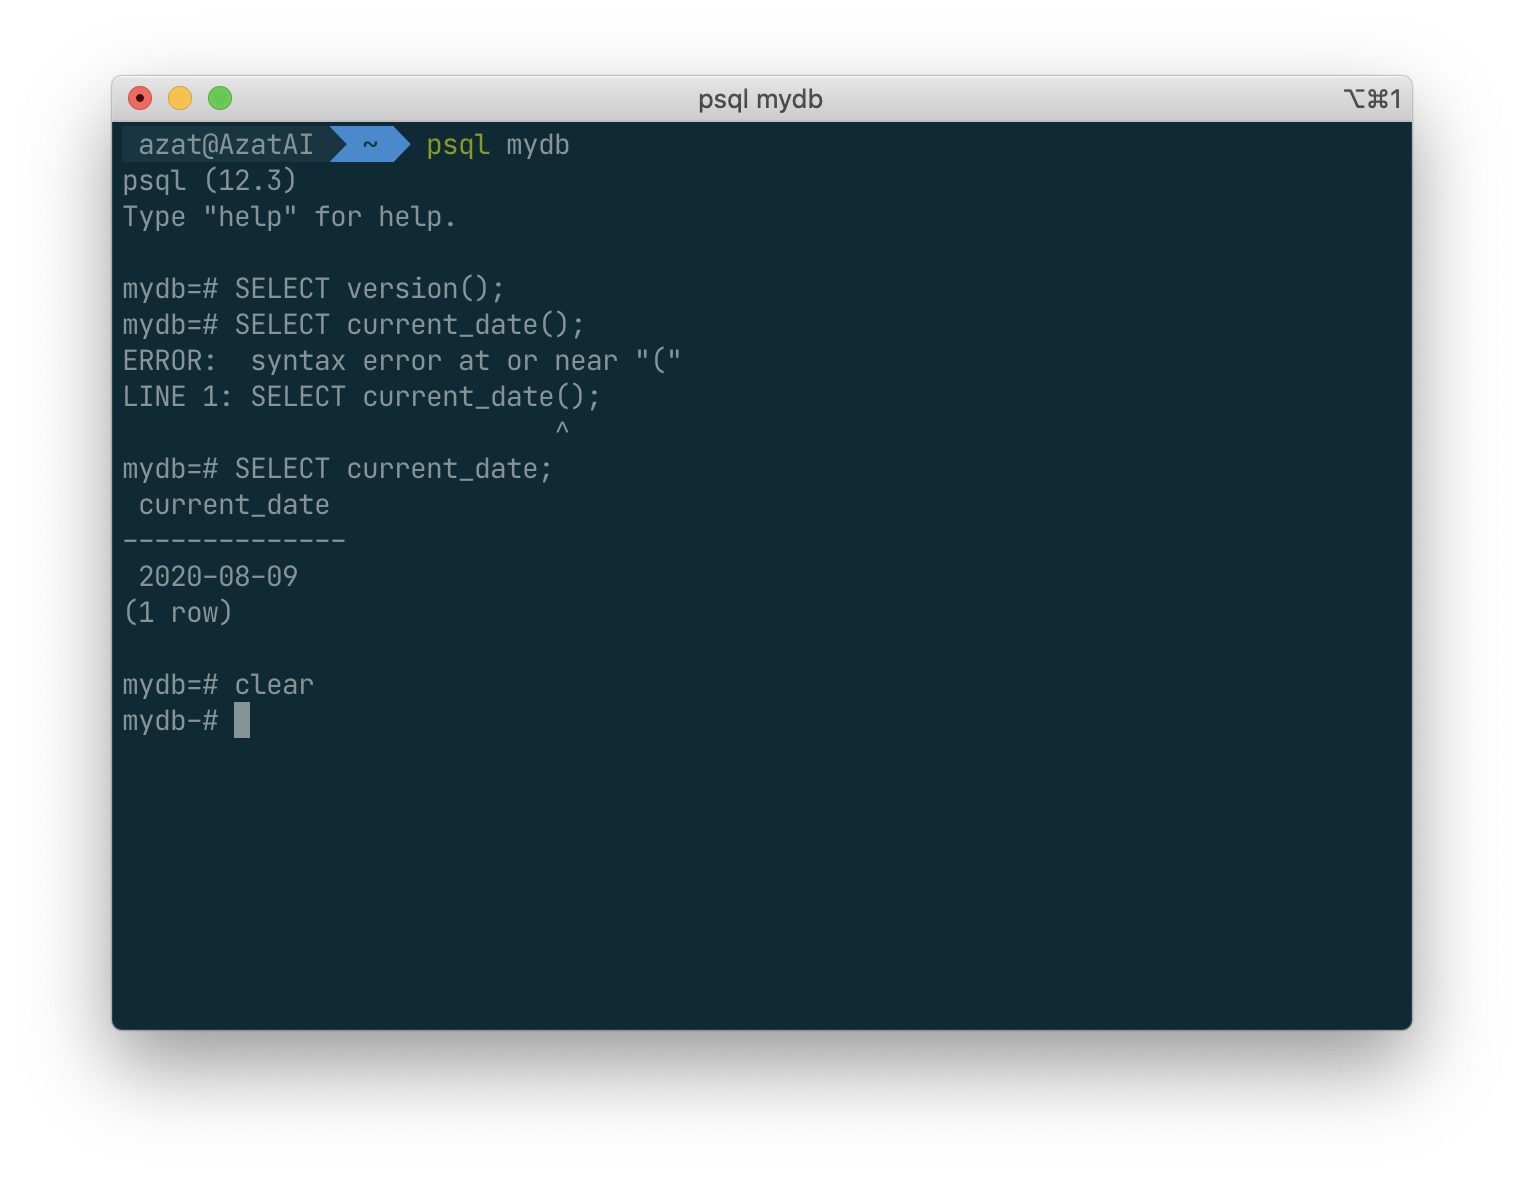 psql mydb
⌥⌘1
azat@AzatAI ~ psql mydb
psql (12.3)
Type "help" for help.

mydb=# SELECT version();
mydb=# SELECT current_date();
ERROR:  syntax error at or near "("
LINE 1: SELECT current_date();
                           ^
mydb=# SELECT current_date;
 current_date
--------------
 2020-08-09
(1 row)

mydb=# clear
mydb-#